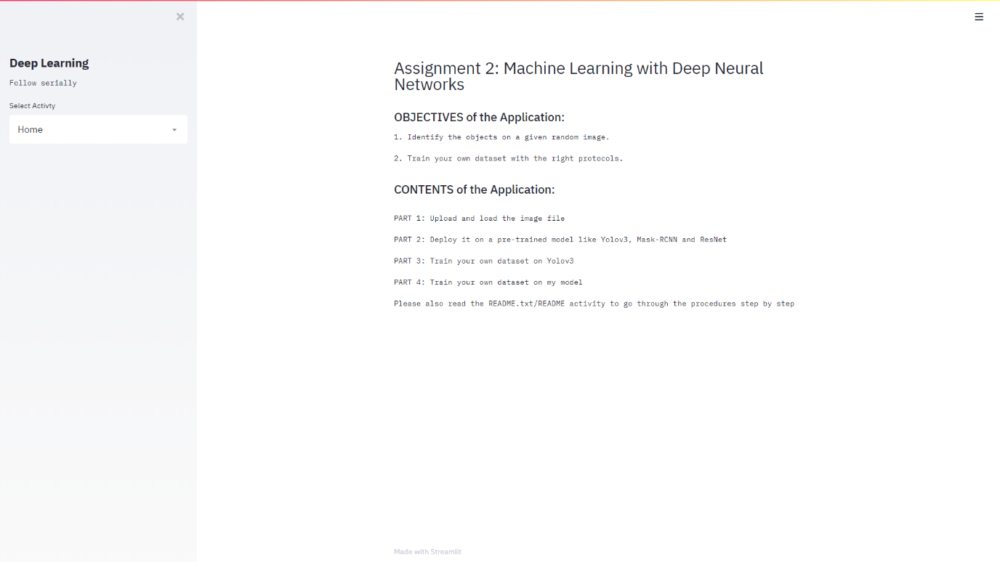 Deep Learning
Follow serially
Select Activty
Home
Assignment 2: Machine Learning with Deep Neural
Networks
OBJECTIVES of the Application:
1. Identify the objects on a given random image.
2. Train your own dataset with the right protocols.
CONTENTS of the Application:
PART 1: Upload and load the image file
PART 2: Deploy it on a pre-trained model like Yolov3, Mask-RCNN and ResNet
PART 3: Train your own dataset on Yolov3
PART 4: Train your own dataset on my model
Please also read the README.txt/README activity to go through the procedures step by step
Made with Streamlit